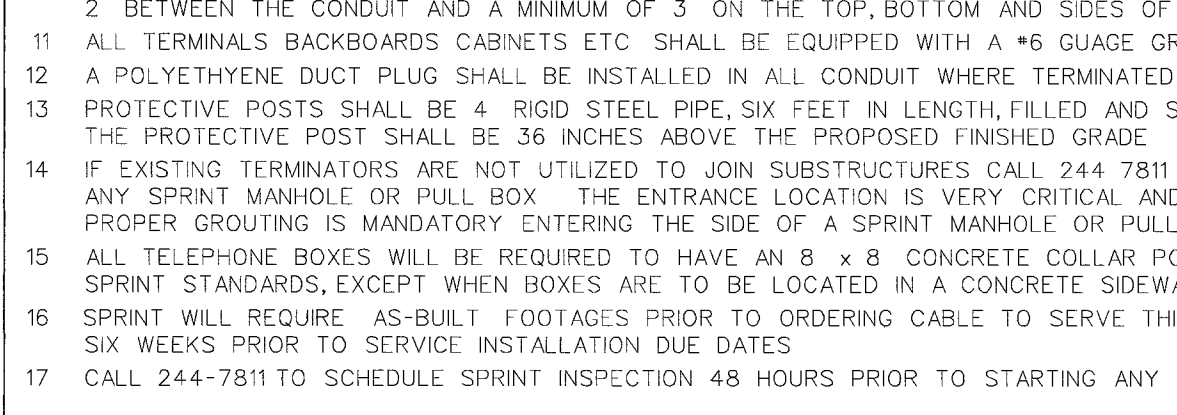 2 BETWEEN THE CONDUIT AND A MINIMUM OF 3 ON THE TOP, BOTTOM AND SIDES OF
11 ALL TERMINALS BACKBOARDS CABINETS ETC SHALL BE EQUIPPED WITH A #6 GUAGE GR
12 A POLYETHYENE DUCT PLUG SHALL BE INSTALLED IN ALL CONDUIT WHERE TERMINATED
13 PROTECTIVE POSTS SHALL BE 4 RIGID STEEL PIPE, SIX FEET IN LENGTH, FILLED AND S
THE PROTECTIVE POST SHALL BE 36 INCHES ABOVE THE PROPOSED FINISHED GRADE
14 IF EXISTING TERMINATORS ARE NOT UTILIZED TO JOIN SUBSTRUCTURES CALL 244 7811
ANY SPRINT MANHOLE OR PULL BOX THE ENTRANCE LOCATION IS VERY CRITICAL AND
PROPER GROUTING IS MANDATORY ENTERING THE SIDE OF A SPRINT MANHOLE OR PULL
15 ALL TELEPHONE BOXES WILL BE REQUIRED TO HAVE AN 8 x 8 CONCRETE COLLAR PO
SPRINT STANDARDS, EXCEPT WHEN BOXES ARE TO BE LOCATED IN A CONCRETE SIDEWA
16 SPRINT WILL REQUIRE AS-BUILT FOOTAGES PRIOR TO ORDERING CABLE TO SERVE THI
SIX WEEKS PRIOR TO SERVICE INSTALLATION DUE DATES
17 CALL 244-7811 TO SCHEDULE SPRINT INSPECTION 48 HOURS PRIOR TO STARTING ANY